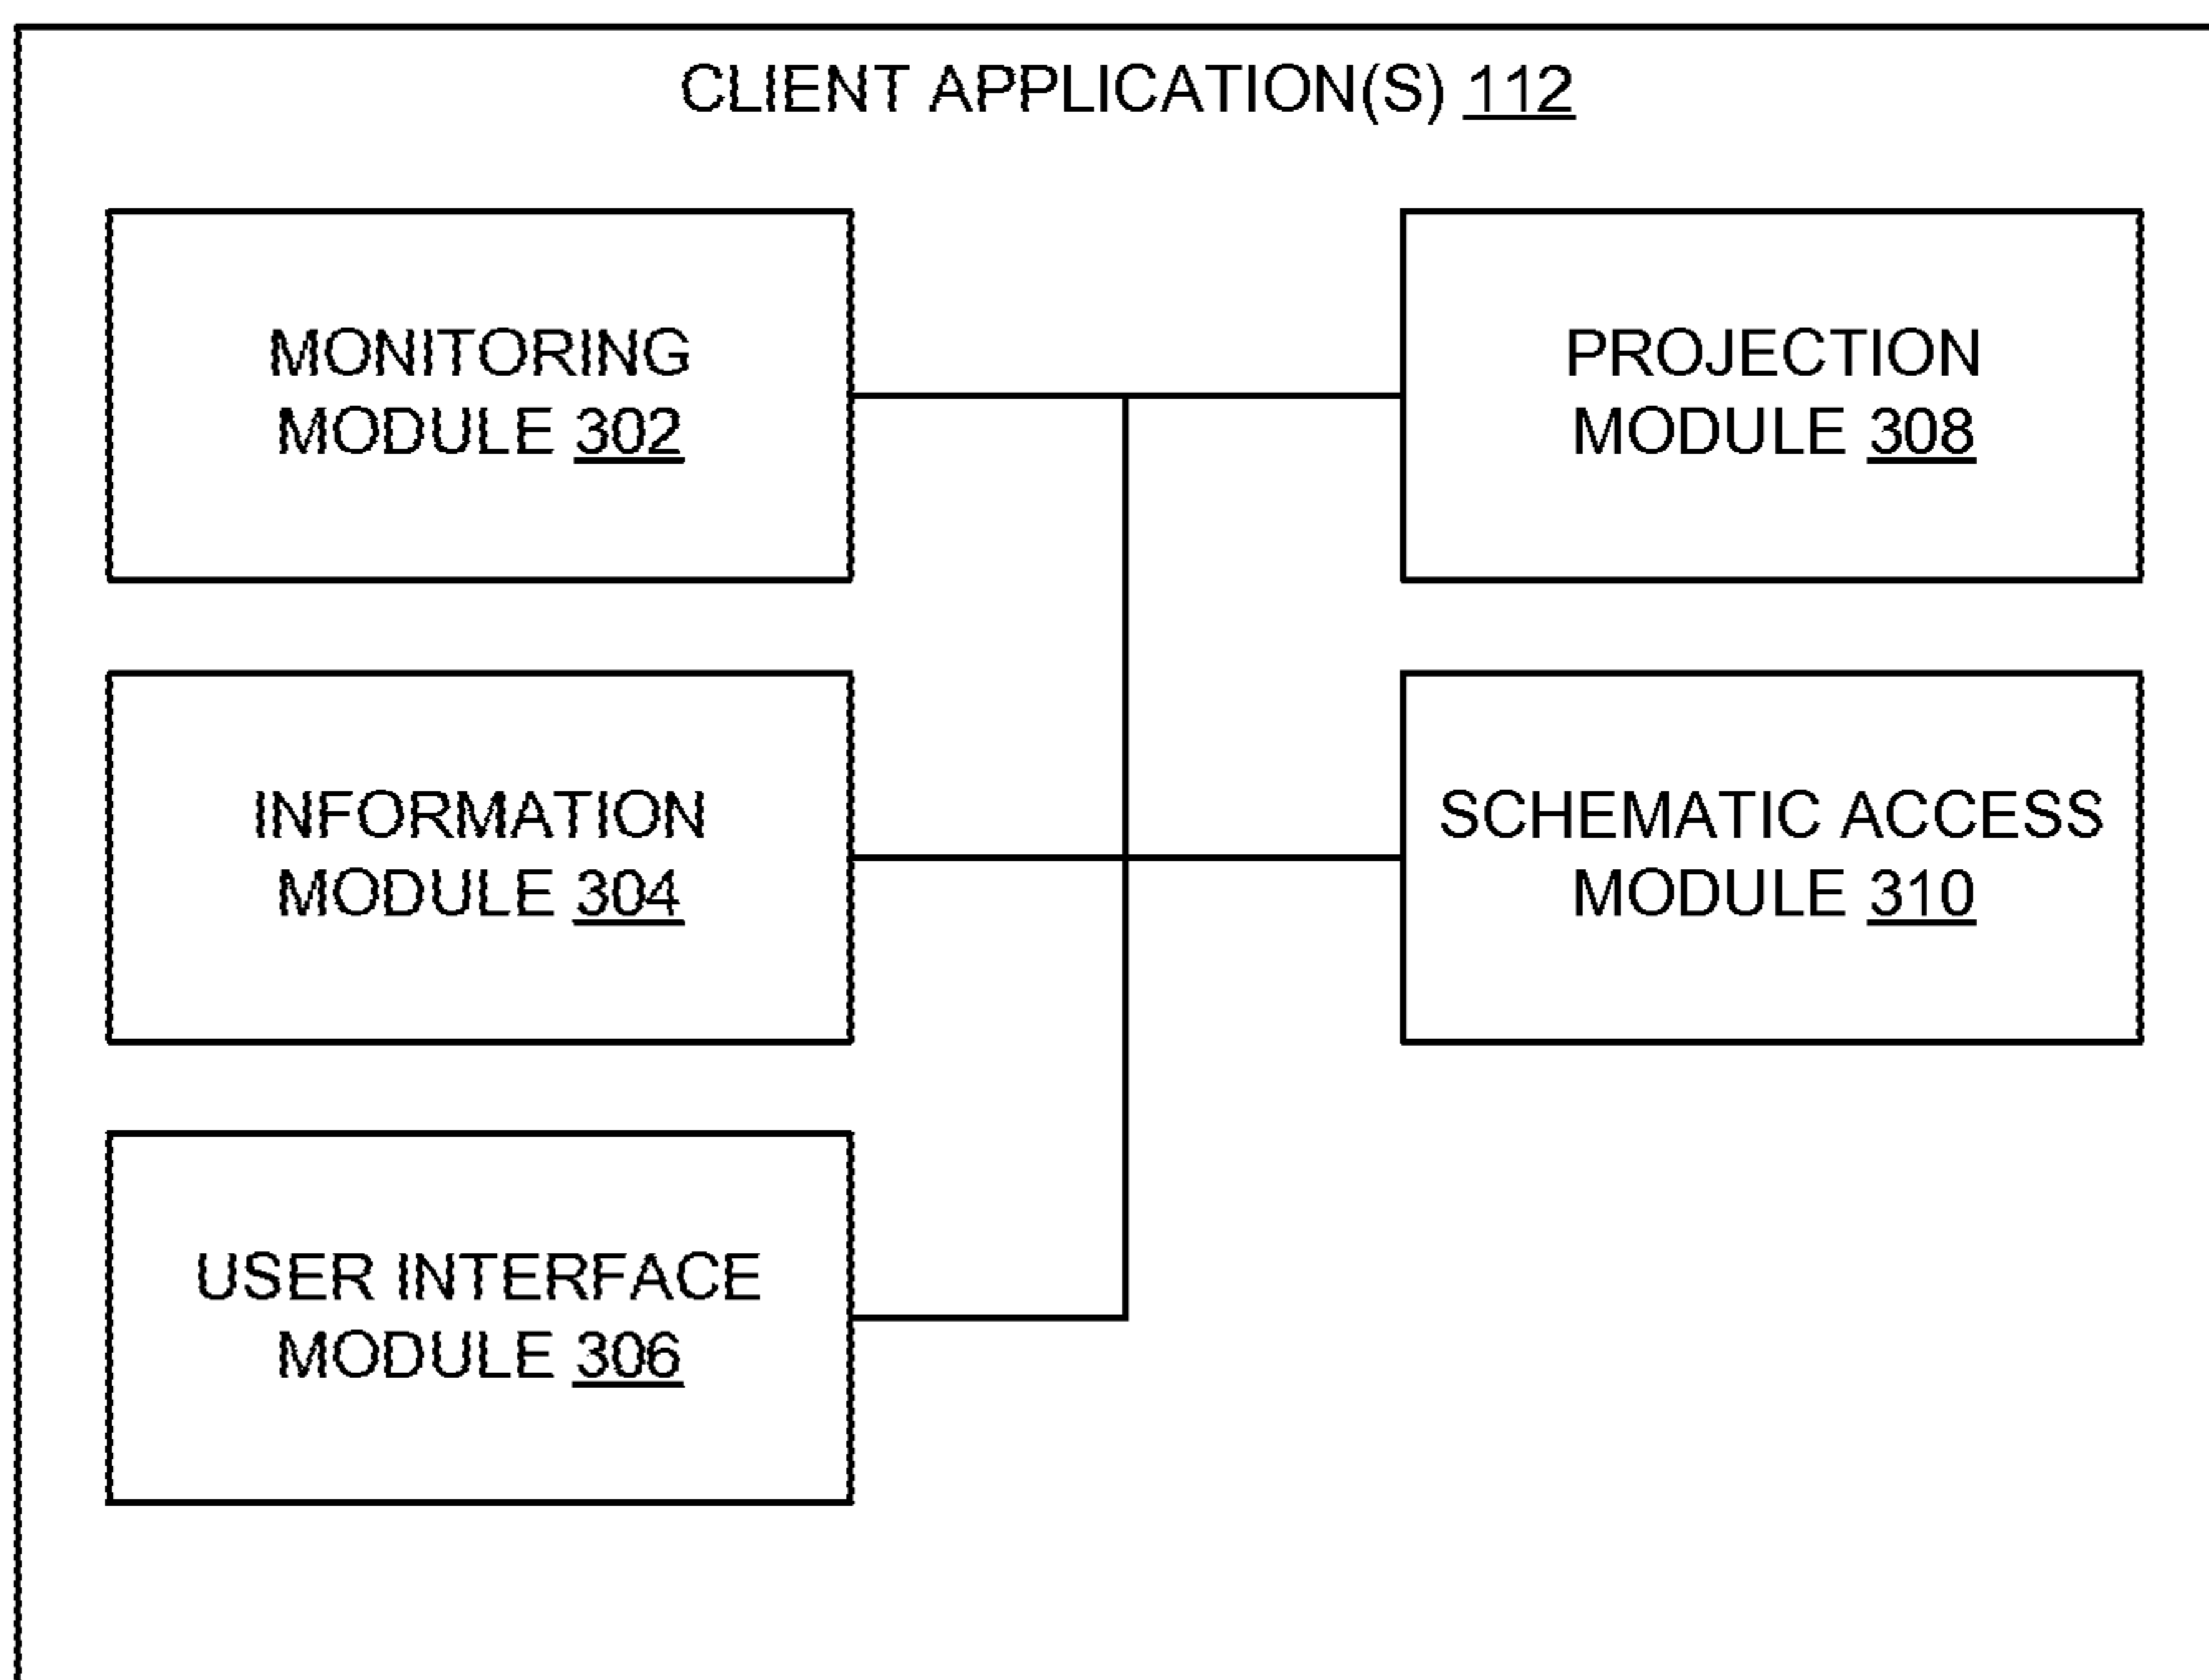 CLIENT APPLICATION(S) 112
MONITORING
MODULE 302
PROJECTION
MODULE 308
INFORMATION
MODULE 304
SCHEMATIC ACCESS
MODULE 310
USER INTERFACE
MODULE 306